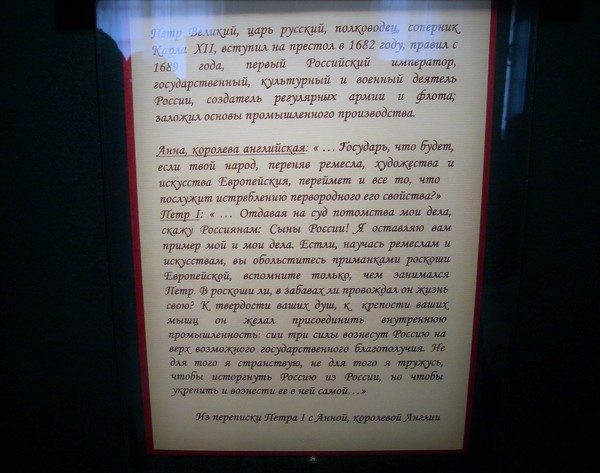 Петр Великий, царь русский, полководец, соперник
Карла XII, вступил на престол в 1682 году, правил с
1689 года, первый Российский император,
государственный, культурный и военный деятель
России, создатель регулярных армии и флота;
заложил основы промышленного производства.
Анна, королева английская: « … Государь, что будет,
если твой народ, переняв ремесла, художества и
искусства Европейския, переймет и все то, что
послужит истреблению первородного его свойства?»
Петр I: « … Отдавая на суд потомства мои дела,
скажу Россиянам: Сыны России! Я оставляю вам
пример мой и мои дела. Естли, научась ремеслам и
искусствам, вы обольститесь приманками роскоши
Европейской, вспомните только, чем занимался
Петр. В роскоши ли, в забавах ли провождал он жизнь
свою? К твердости ваших душ, к крепости ваших
мышц он желал присоединить внутреннюю
промышленность: сии три силы вознесут Россию на
верх возможного государственного благополучия. Не
для того я странствую, не для того я тружусь,
чтобы исторгнуть Россию из России, но чтобы
укрепить и вознести ее в ней самой…»
Из переписки Петра I с Анной, королевой Англии